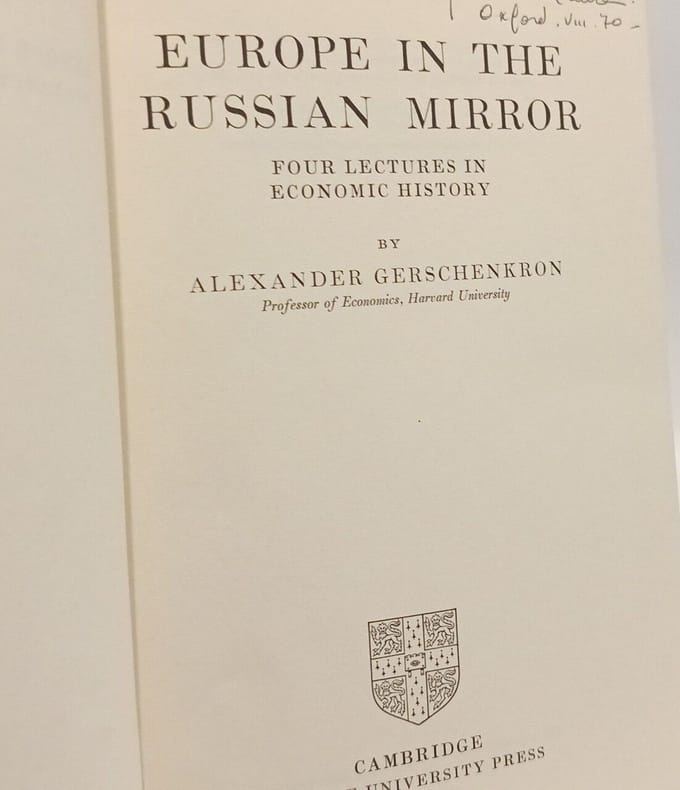 Oxford. VIII. 70 -
EUROPE IN THE
RUSSIAN MIRROR
FOUR LECTURES IN
ECONOMIC HISTORY
BY
ALEXANDER GERSCHENKRON
Professor of Economics, Harvard University
CAMBRIDGE
UNIVERSITY PRESS